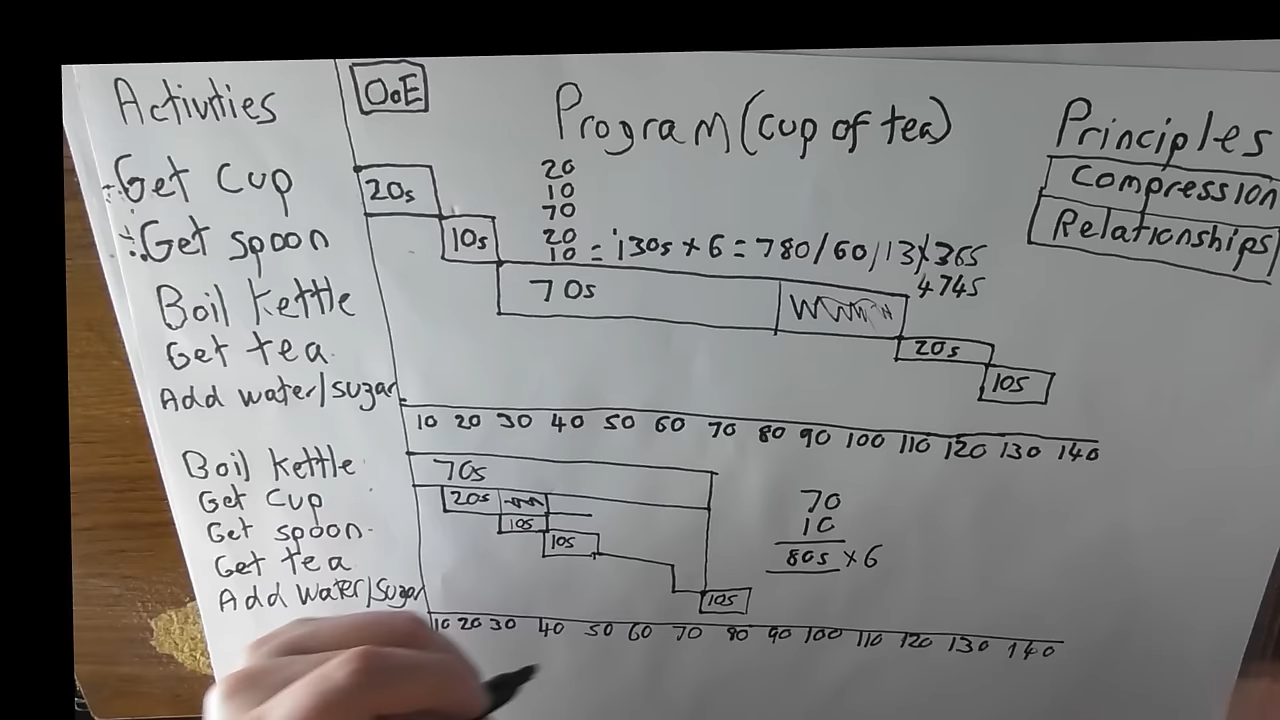 Activities
OoE
Program (cup of tea)
Principles
Compression
Relationships
Get Cup
20s
20
10
70
20
10 = 130s × 6 = 780/60, 13 × 365
4745
Get spoon
10s
Boil kettle
70s
Get tea
20s
Add water/sugar
10s
10 20 30 40 50 60 70 80 90 100 110 120 130 140
Boil kettle
70s
Get Cup
20s
Get spoon
10s
Get tea
10s
Add water/sugar
10s
70
10
80s × 6
10 20 30 40 50 60 70 80 90 100 110 120 130 140